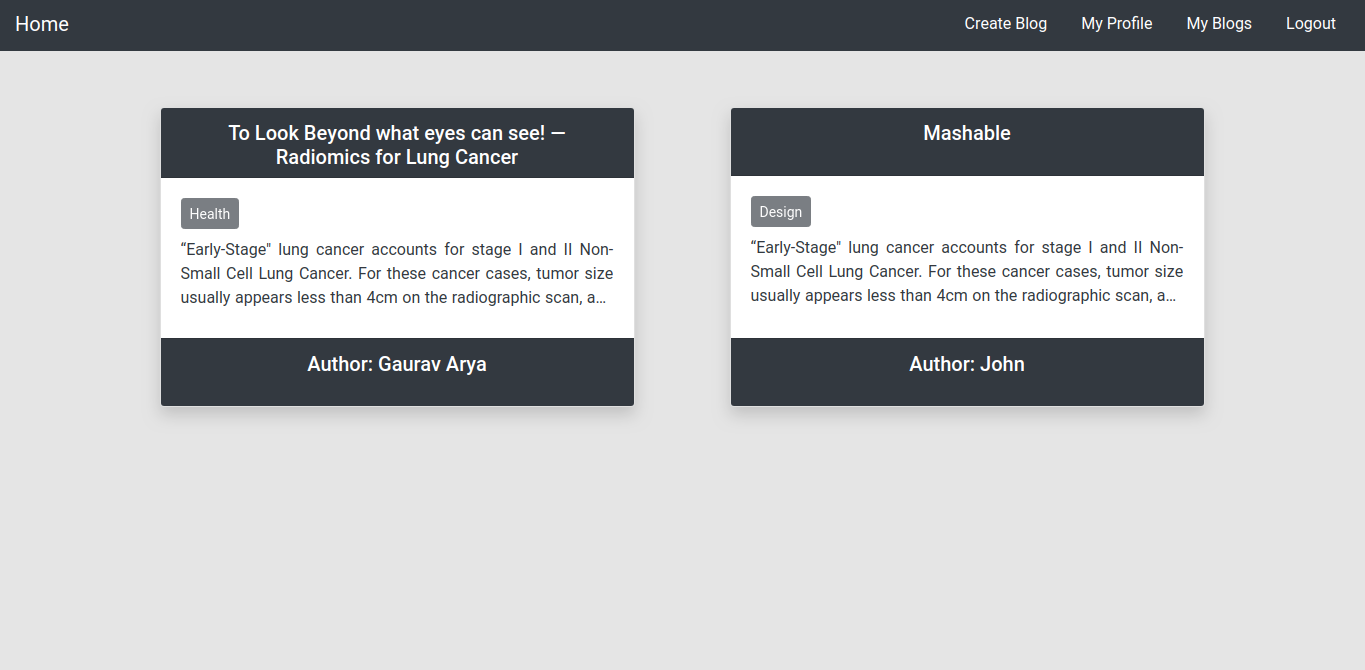 Home
Create Blog My Profile My Blogs Logout
To Look Beyond what eyes can see! —
Radiomics for Lung Cancer
Health
“Early-Stage" lung cancer accounts for stage I and II Non-
Small Cell Lung Cancer. For these cancer cases, tumor size
usually appears less than 4cm on the radiographic scan, a...
Author: Gaurav Arya
Mashable
Design
“Early-Stage" lung cancer accounts for stage I and II Non-
Small Cell Lung Cancer. For these cancer cases, tumor size
usually appears less than 4cm on the radiographic scan, a...
Author: John